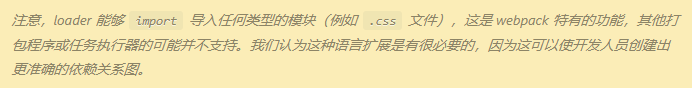 注意，loader 能够 import 导入任何类型的模块（例如 .css 文件），这是 webpack 特有的功能，其他打
包程序或任务执行器的可能并不支持。我们认为这种语言扩展是有很必要的，因为这可以使开发人员创建出
更准确的依赖关系图。